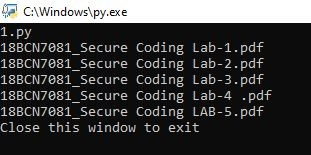 C:\Windows\py.exe
1.py
18BCN7081_Secure Coding Lab-1.pdf
18BCN7081_Secure Coding Lab-2.pdf
18BCN7081_Secure Coding Lab-3.pdf
18BCN7081_Secure Coding Lab-4 .pdf
18BCN7081_Secure Coding LAB-5.pdf
Close this window to exit